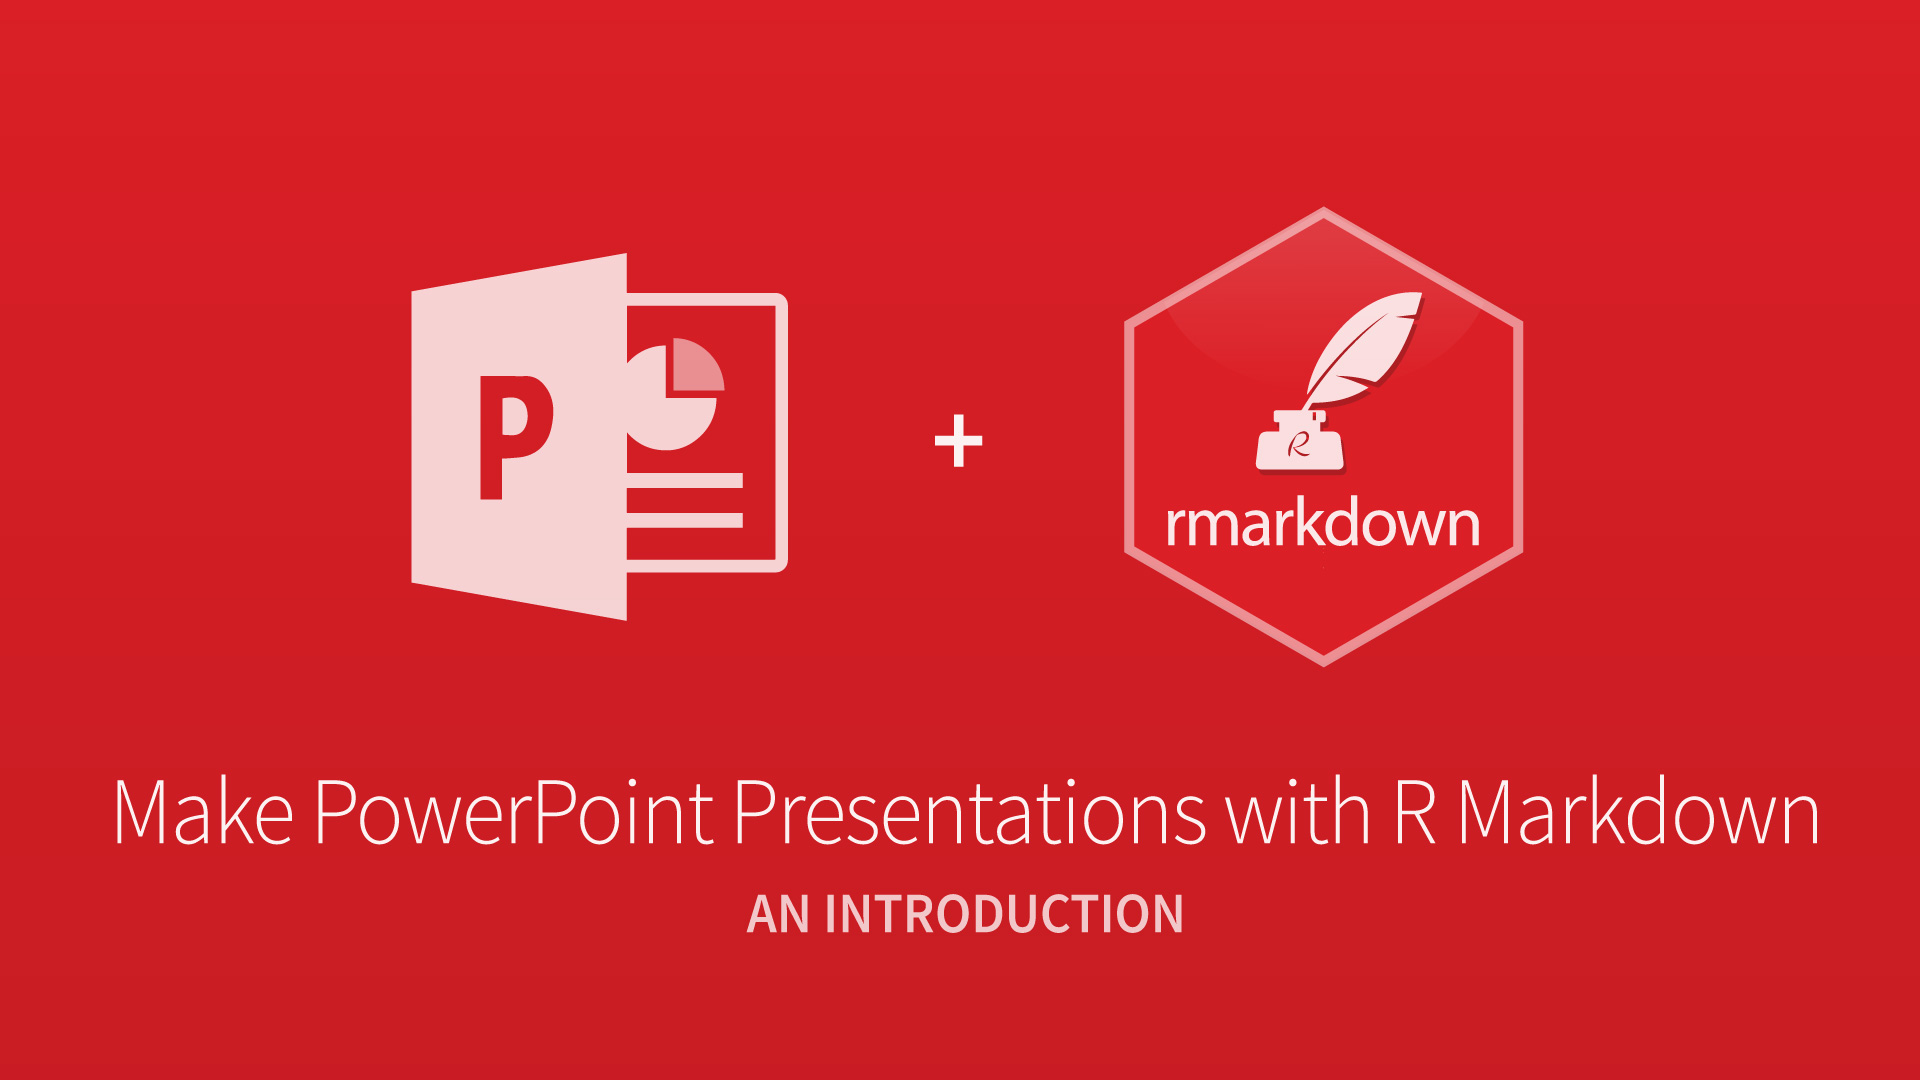 P
+
R
rmarkdown
Make PowerPoint Presentations with R Markdown
AN INTRODUCTION